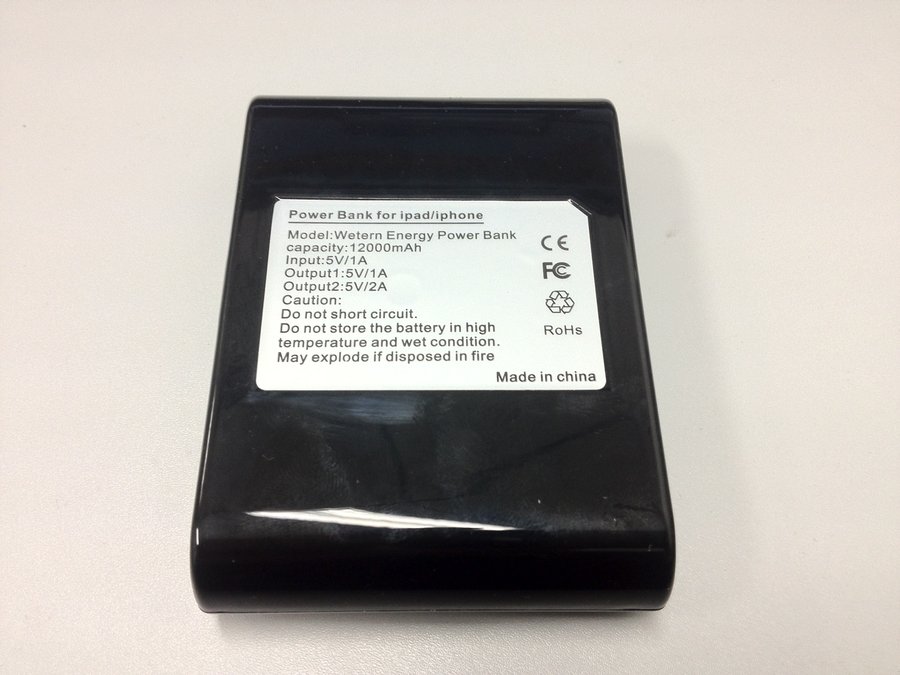 Power Bank for ipad/iphone
Model:Wetern Energy Power Bank
capacity:12000mAh
Input:5V/1A
Output1:5V/1A
Output2:5V/2A
Caution:
Do not short circuit.
Do not store the battery in high
temperature and wet condition.
May explode if disposed in fire
CE
FC
RoHs
Made in china